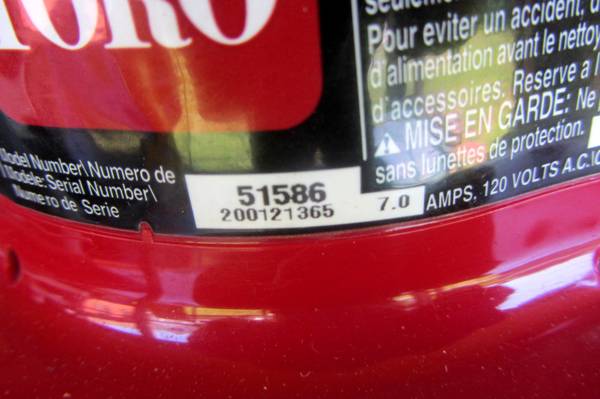 TORO
Model Number\ Numero de
Modele: Serial Number\
Numero de Serie
51586
200121365
7.0 AMPS, 120 VOLTS A.C.
Pour eviter un accident,
d'alimentation avant le
d'accessoires. Reserve a l'
MISE EN GARDE: Ne
sans lunettes de protection.